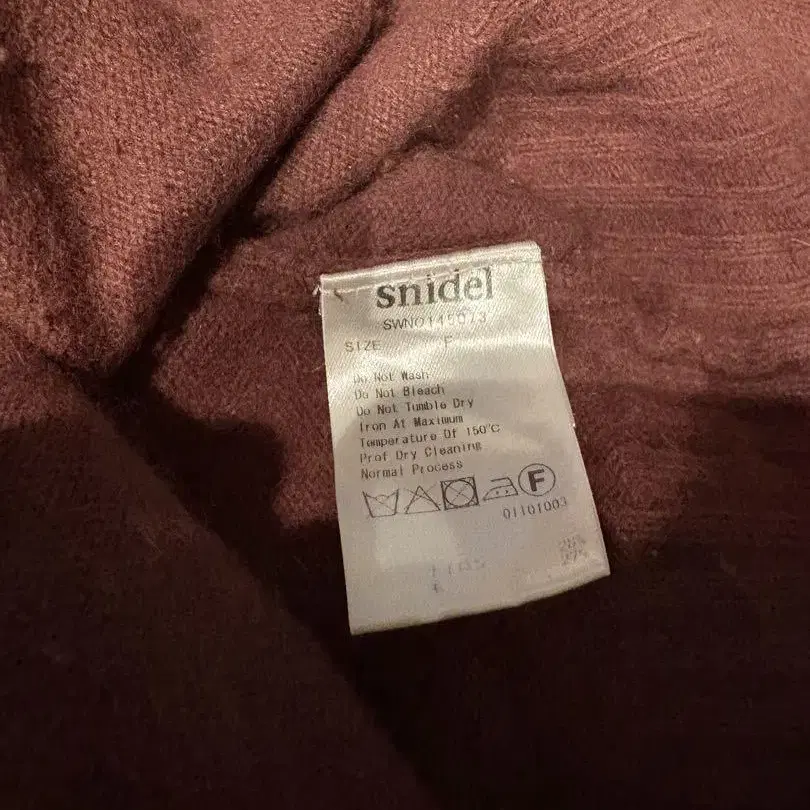 snidel
SIZE F
Do Not Wash
Do Not Bleach
Do Not Tumble Dry
Iron At Maximum
Temperature Of 150°C
Prof Dry Cleaning
Normal Process
F
01101003